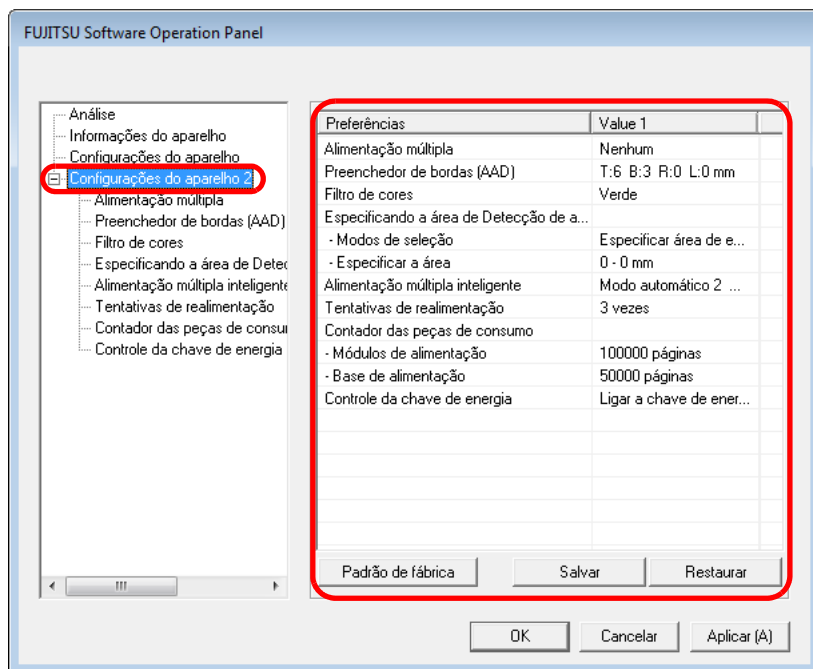 FUJITSU Software Operation Panel
Análise
Informações do aparelho
Configurações do aparelho
Configurações do aparelho 2
Alimentação múltipla
Preenchedor de bordas (AAD)
Filtro de cores
Especificando a área de Detec
Alimentação múltipla inteligente
Tentativas de realimentação
Contador das peças de consu
Controle da chave de energia
Preferências Value 1
Alimentação múltipla Nenhum
Preenchedor de bordas (AAD) T:6 B:3 R:0 L:0 mm
Filtro de cores Verde
Especificando a área de Detecção de a...
- Modos de seleção Especificar área de e...
- Especificar a área 0 - 0 mm
Alimentação múltipla inteligente Modo automático 2 ...
Tentativas de realimentação 3 vezes
Contador das peças de consumo
- Módulos de alimentação 100000 páginas
- Base de alimentação 50000 páginas
Controle da chave de energia Ligar a chave de ener...
Padrão de fábrica Salvar Restaurar
OK Cancelar Aplicar (A)